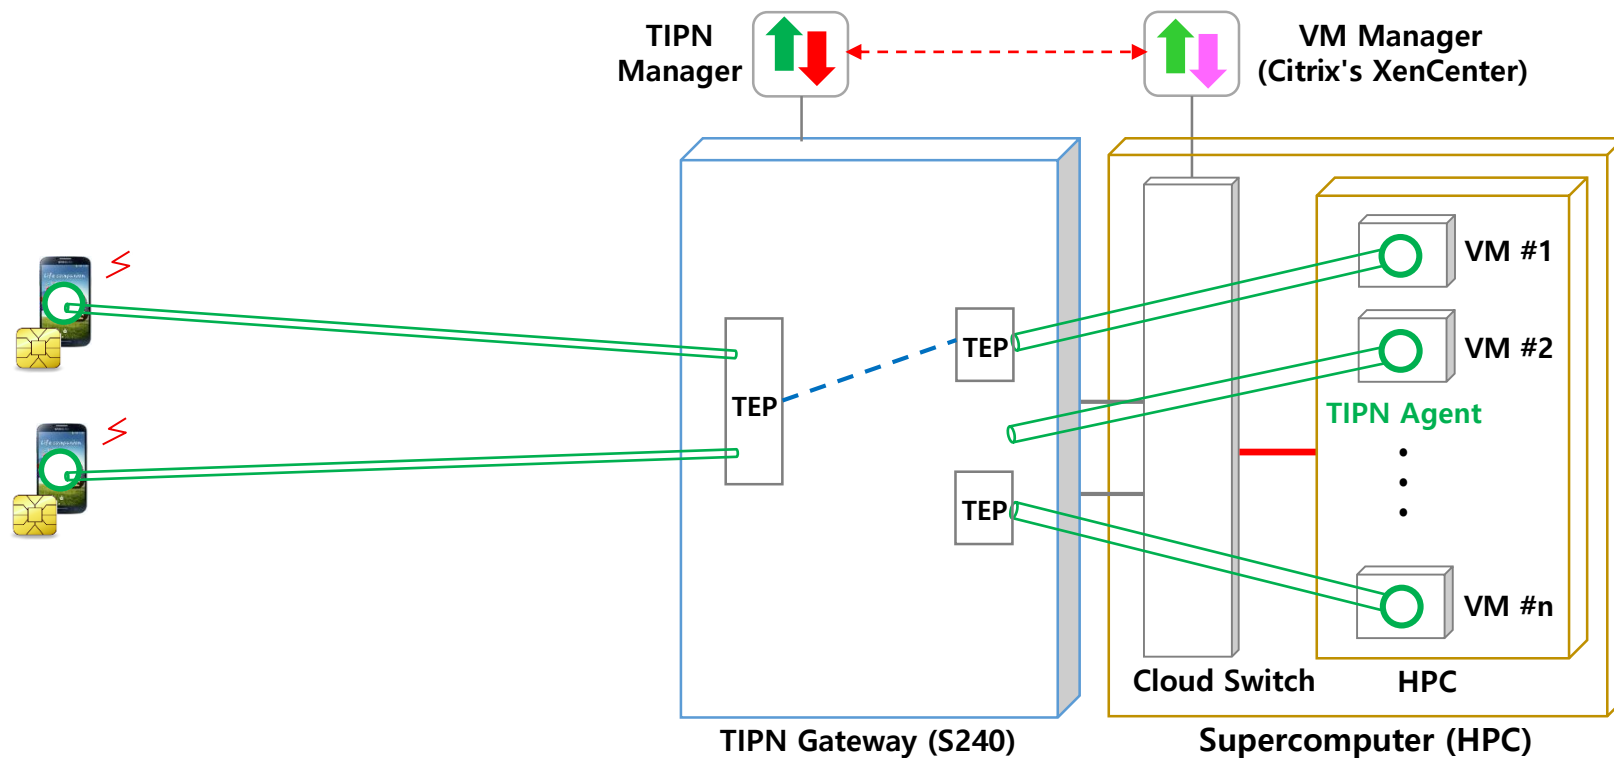 TIPN
Manager
VM Manager
(Citrix's XenCenter)
VM #1
TEP
VM #2
TEP
TIPN Agent
TEP
VM #n
Cloud Switch
HPC
TIPN Gateway (S240)
Supercomputer (HPC)